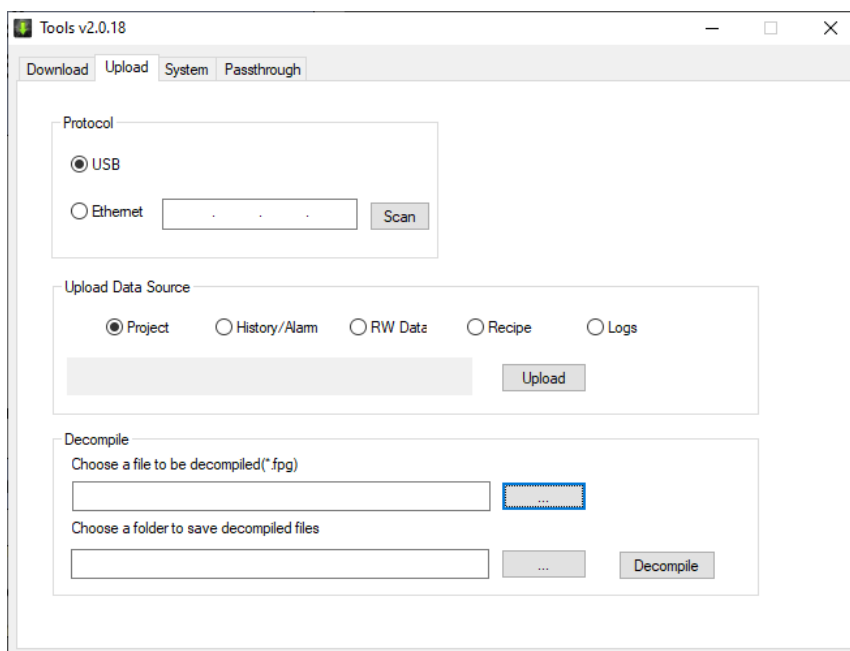 Tools v2.0.18
Download Upload System Passthrough
Protocol
USB
Ethernet . . . Scan
Upload Data Source
Project History/Alarm RW Data Recipe Logs
Upload
Decompile
Choose a file to be decompiled(*.fpg)
...
Choose a folder to save decompiled files
... Decompile